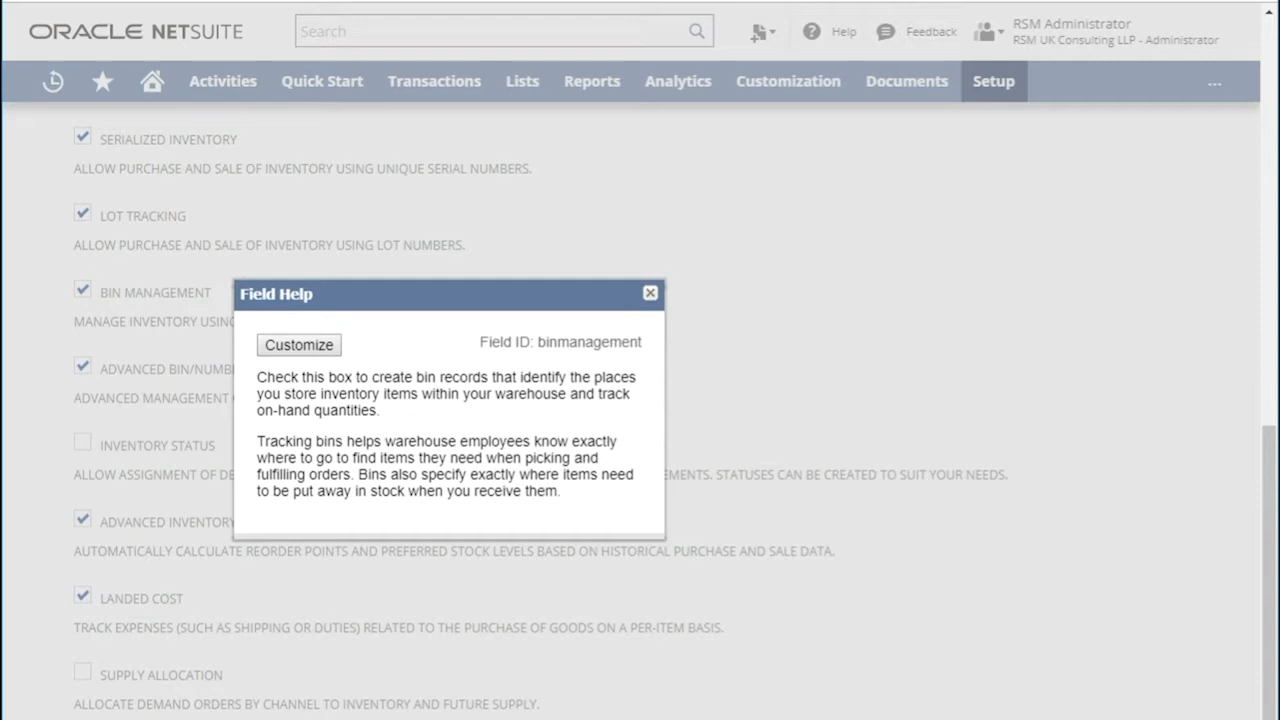 ORACLE NETSUITE
Search
Help
Feedback
RSM Administrator
RSM UK Consulting LLP - Administrator
Activities
Quick Start
Transactions
Lists
Reports
Analytics
Customization
Documents
Setup
...
SERIALIZED INVENTORY
ALLOW PURCHASE AND SALE OF INVENTORY USING UNIQUE SERIAL NUMBERS.
LOT TRACKING
ALLOW PURCHASE AND SALE OF INVENTORY USING LOT NUMBERS.
BIN MANAGEMENT
MANAGE INVENTORY USING
ADVANCED BIN/NUMB
ADVANCED MANAGEMENT
INVENTORY STATUS
ALLOW ASSIGNMENT OF DE
EMENTS. STATUSES CAN BE CREATED TO SUIT YOUR NEEDS.
ADVANCED INVENTORY
AUTOMATICALLY CALCULATE REORDER POINTS AND PREFERRED STOCK LEVELS BASED ON HISTORICAL PURCHASE AND SALE DATA.
LANDED COST
TRACK EXPENSES (SUCH AS SHIPPING OR DUTIES) RELATED TO THE PURCHASE OF GOODS ON A PER-ITEM BASIS.
SUPPLY ALLOCATION
ALLOCATE DEMAND ORDERS BY CHANNEL TO INVENTORY AND FUTURE SUPPLY.
Field Help
Customize
Field ID: binmanagement
Check this box to create bin records that identify the places
you store inventory items within your warehouse and track
on-hand quantities.
Tracking bins helps warehouse employees know exactly
where to go to find items they need when picking and
fulfilling orders. Bins also specify exactly where items need
to be put away in stock when you receive them.